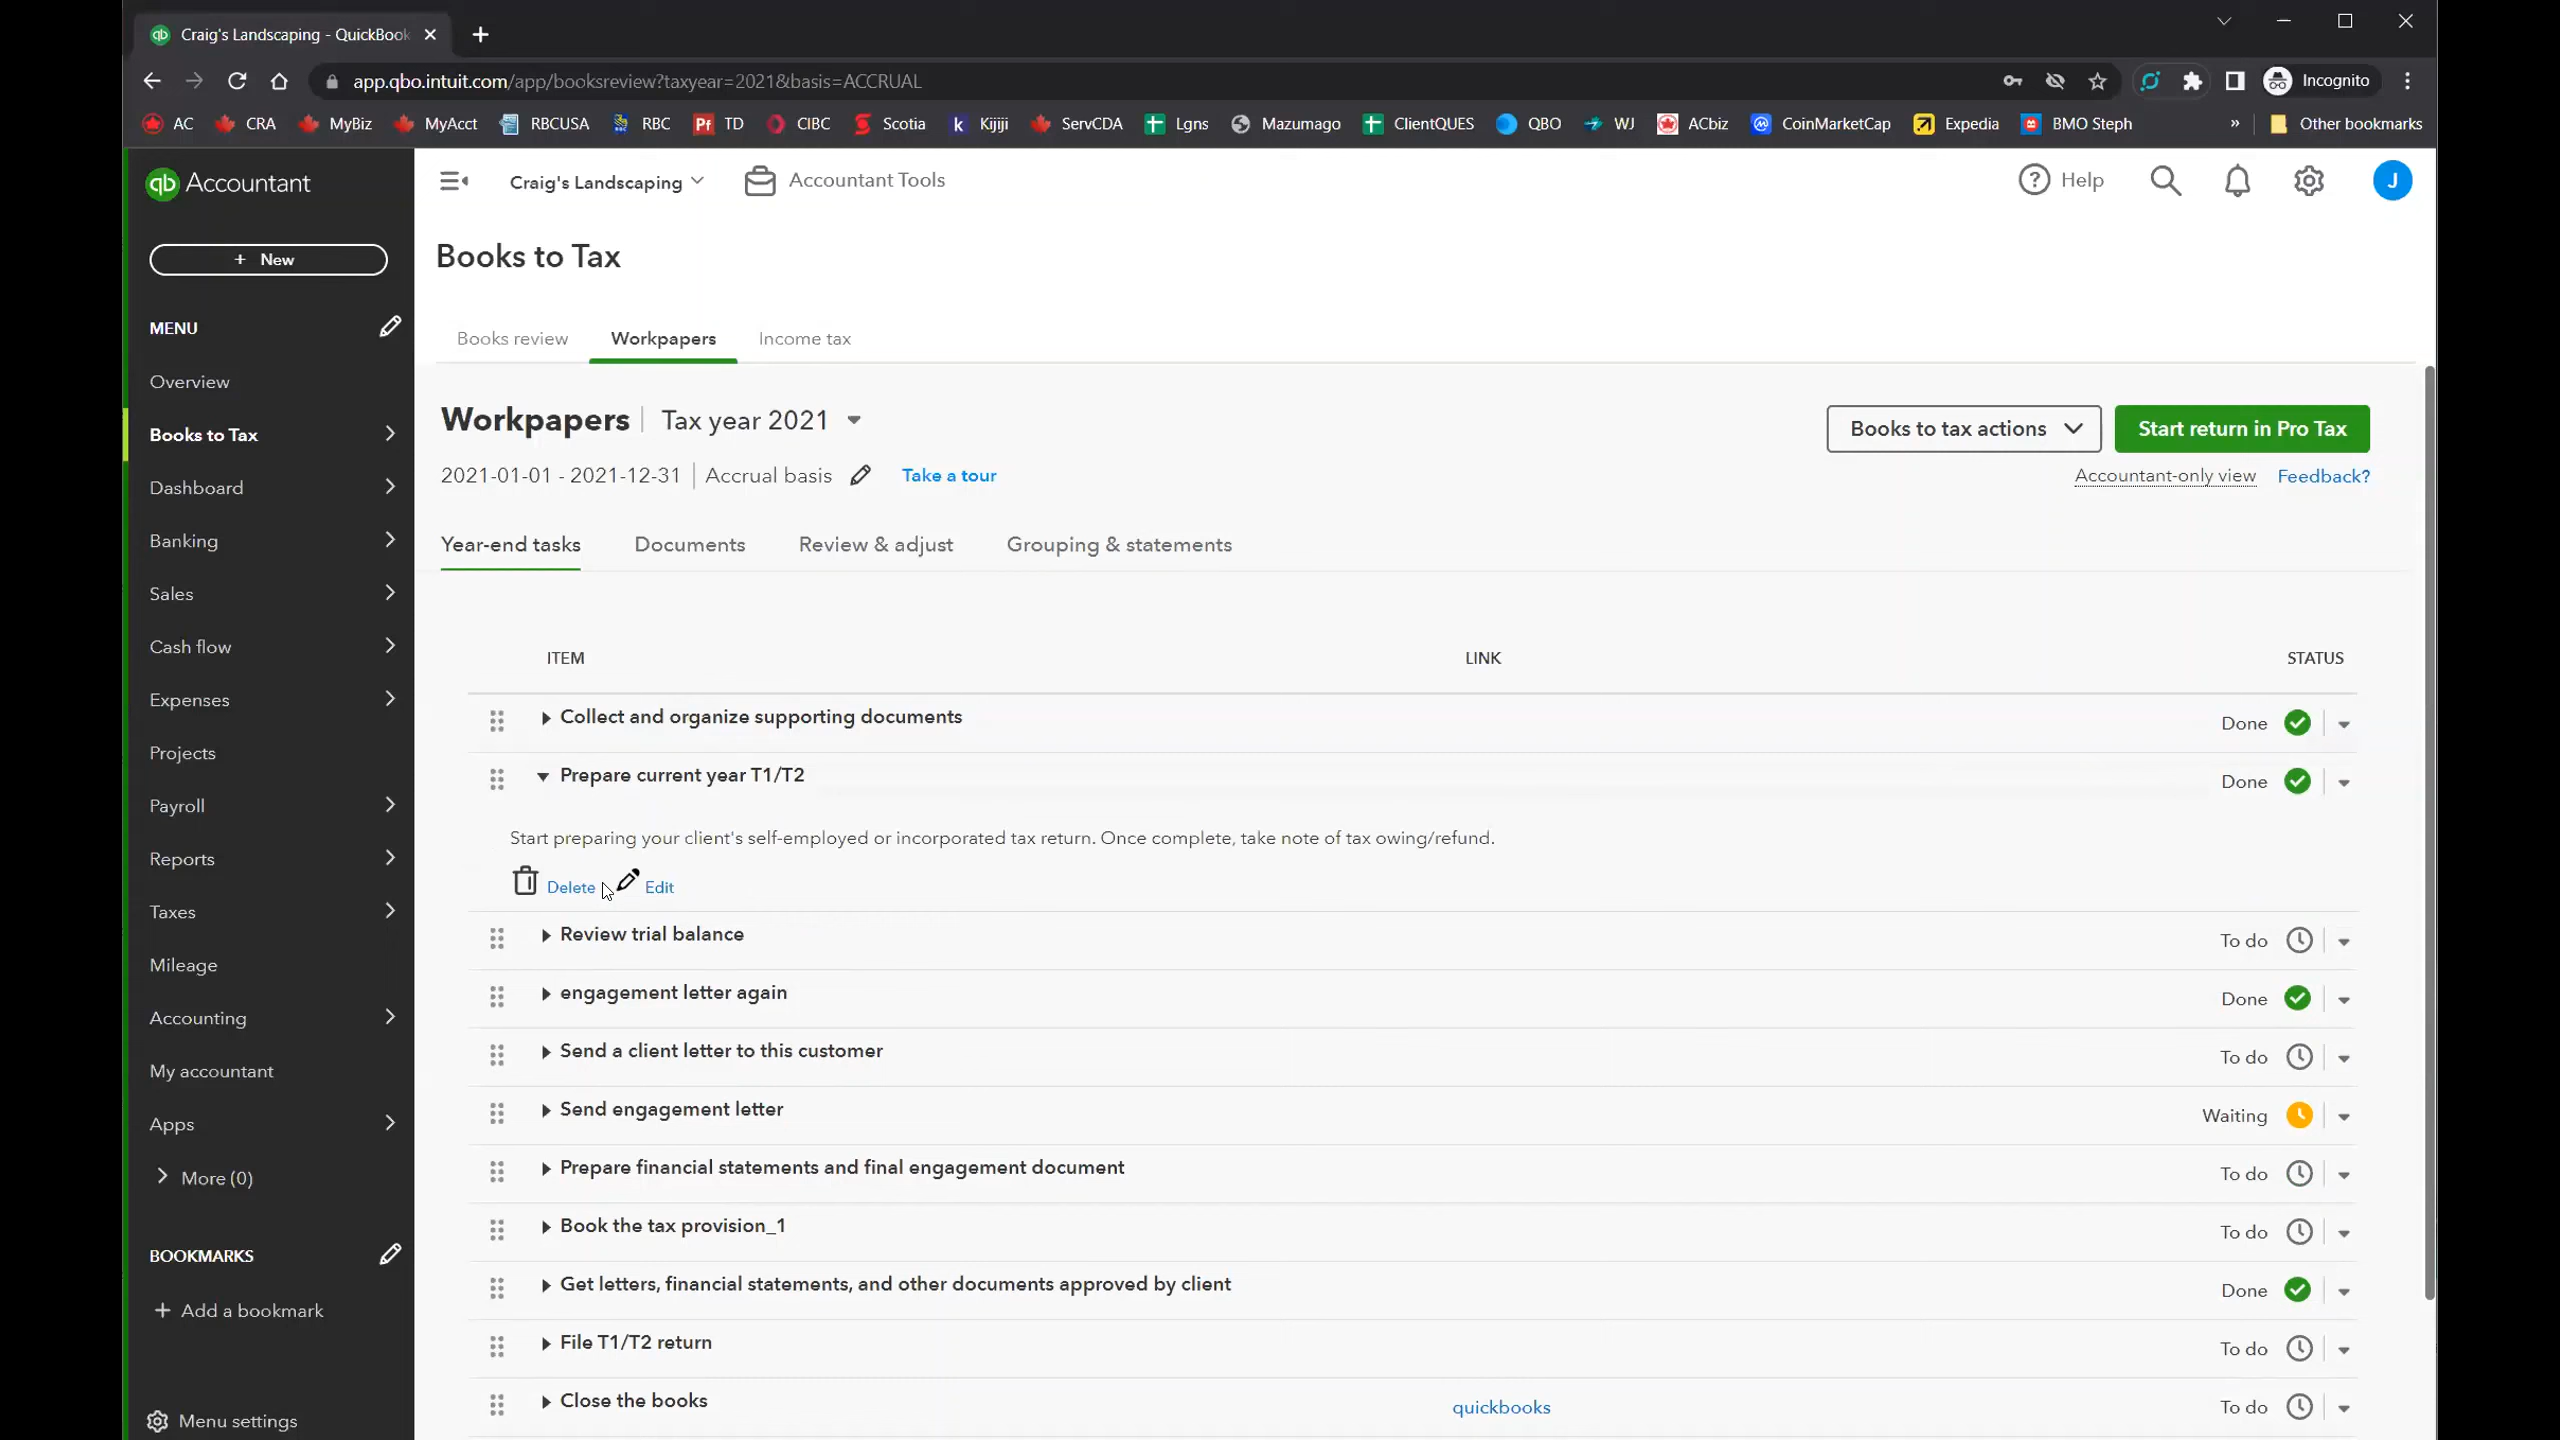 Craig's Landscaping - QuickBook
app.qbo.intuit.com/app/booksreview?taxyear=2021&basis=ACCRUAL
Incognito
AC CRA MyBiz MyAcct RBCUSA RBC TD CIBC Scotia Kijiji ServCDA Lgns Mazumago ClientQUES QBO WJ ACbiz CoinMarketCap Expedia BMO Steph » Other bookmarks
qb Accountant
+ New
MENU
Overview
Books to Tax
Dashboard
Banking
Sales
Cash flow
Expenses
Projects
Payroll
Reports
Taxes
Mileage
Accounting
My accountant
Apps
More (0)
BOOKMARKS
+ Add a bookmark
Menu settings
Craig's Landscaping
Accountant Tools
? Help
J
Books to Tax
Books review Workpapers Income tax
Workpapers Tax year 2021
Books to tax actions
Start return in Pro Tax
2021-01-01 - 2021-12-31 Accrual basis Take a tour
Accountant-only view Feedback?
Year-end tasks Documents Review & adjust Grouping & statements
ITEM LINK STATUS
Collect and organize supporting documents Done
Prepare current year T1/T2 Done
Start preparing your client's self-employed or incorporated tax return. Once complete, take note of tax owing/refund.
Delete Edit
Review trial balance To do
engagement letter again Done
Send a client letter to this customer To do
Send engagement letter Waiting
Prepare financial statements and final engagement document To do
Book the tax provision_1 To do
Get letters, financial statements, and other documents approved by client Done
File T1/T2 return To do
Close the books quickbooks To do